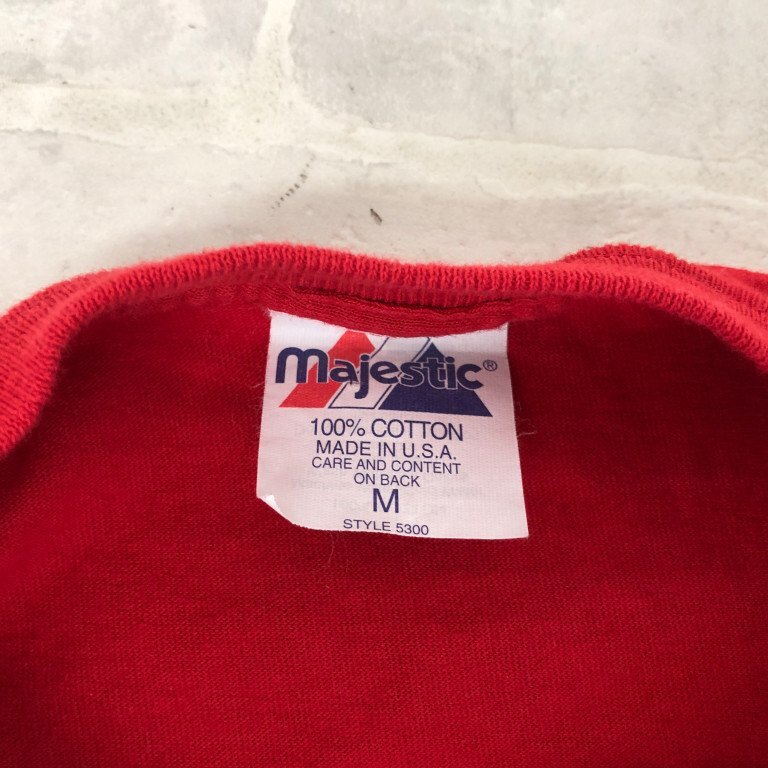 Majestic®
100% COTTON
MADE IN U.S.A.
CARE AND CONTENT
ON BACK
M
STYLE 5300